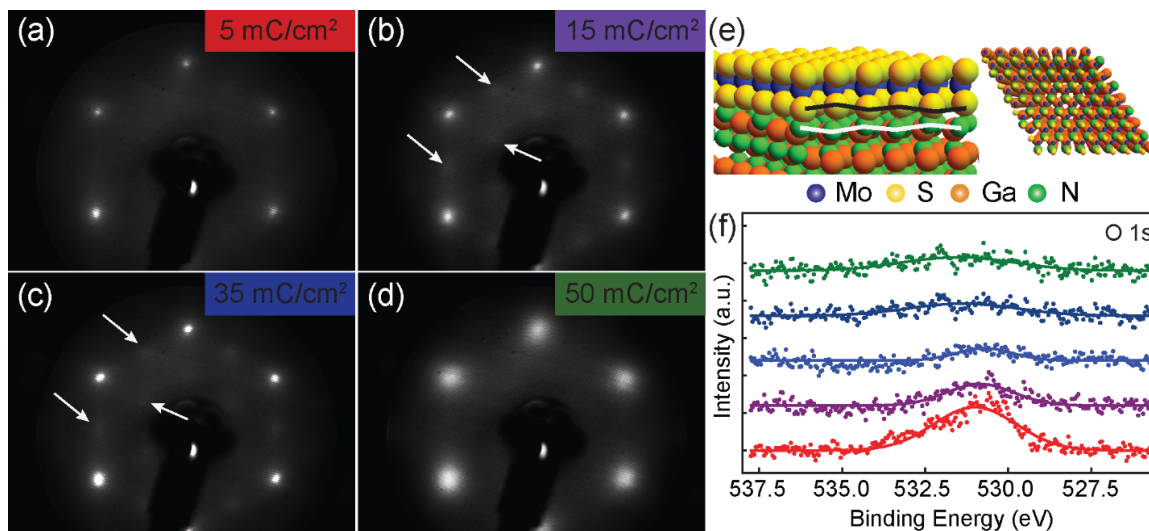 (a) 5 mC/cm²
(b) 15 mC/cm²
(c) 35 mC/cm²
(d) 50 mC/cm²
(e)
Mo S Ga N
(f)
O 1s
Intensity (a.u.)
537.5 535.0 532.5 530.0 527.5
Binding Energy (eV)